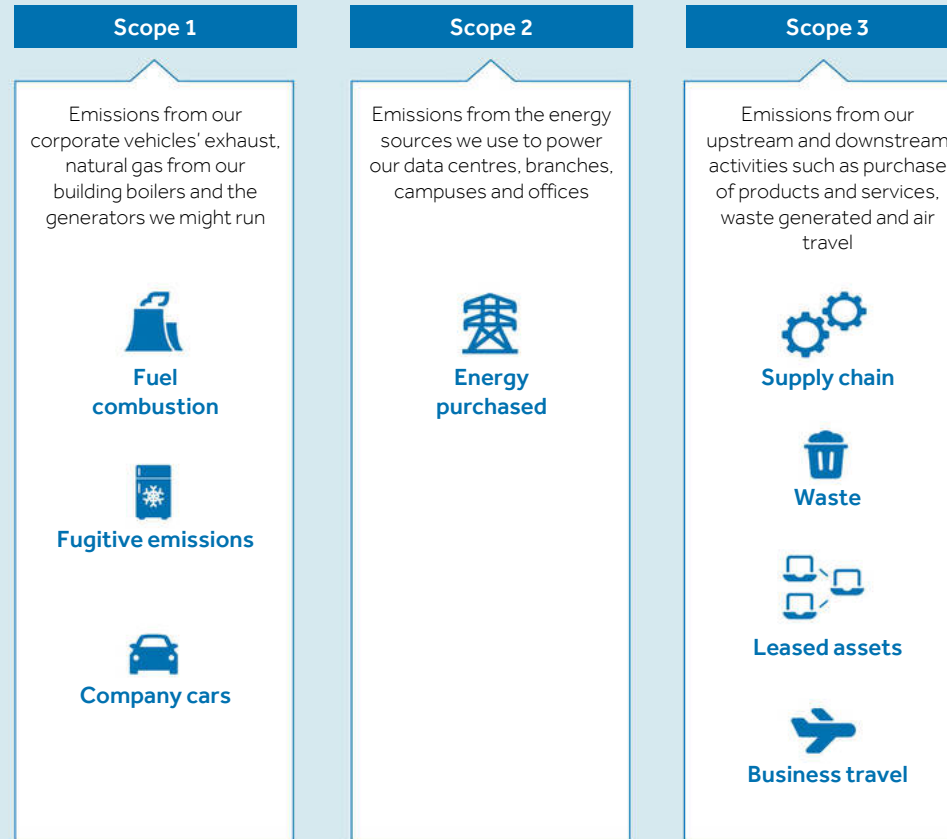 Scope 1
Emissions from our
corporate vehicles’ exhaust,
natural gas from our
building boilers and the
generators we might run
Fuel
combustion
Fugitive emissions
Company cars
Scope 2
Emissions from the energy
sources we use to power
our data centres, branches,
campuses and offices
Energy
purchased
Scope 3
Emissions from our
upstream and downstream
activities such as purchase
of products and services,
waste generated and air
travel
Supply chain
Waste
Leased assets
Business travel